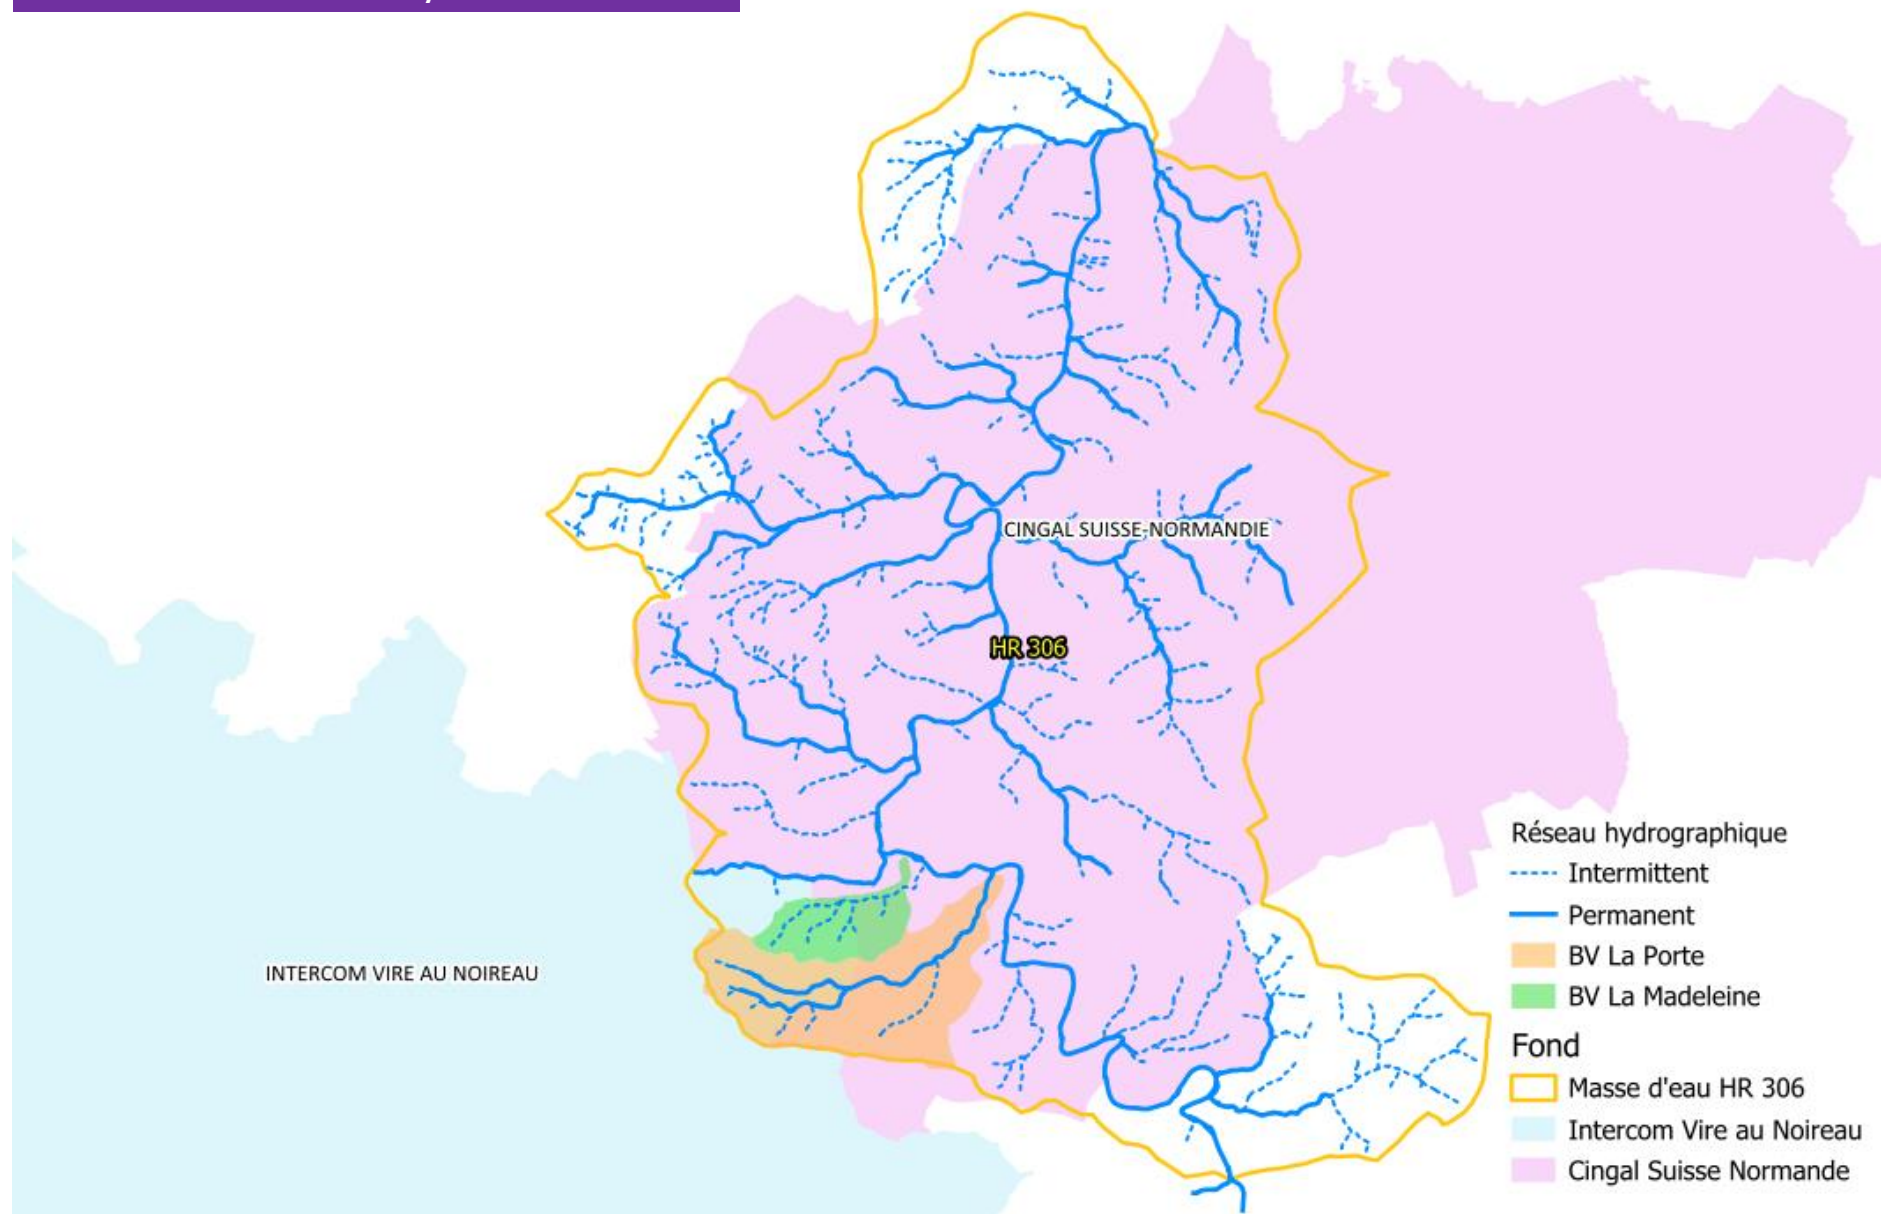 CINGAL SUISSE-NORMANDIE
HR 306
INTERCOM VIRE AU NOIREAU
Réseau hydrographique
Intermittent
Permanent
BV La Porte
BV La Madeleine
Fond
Masse d'eau HR 306
Intercom Vire au Noireau
Cingal Suisse Normande